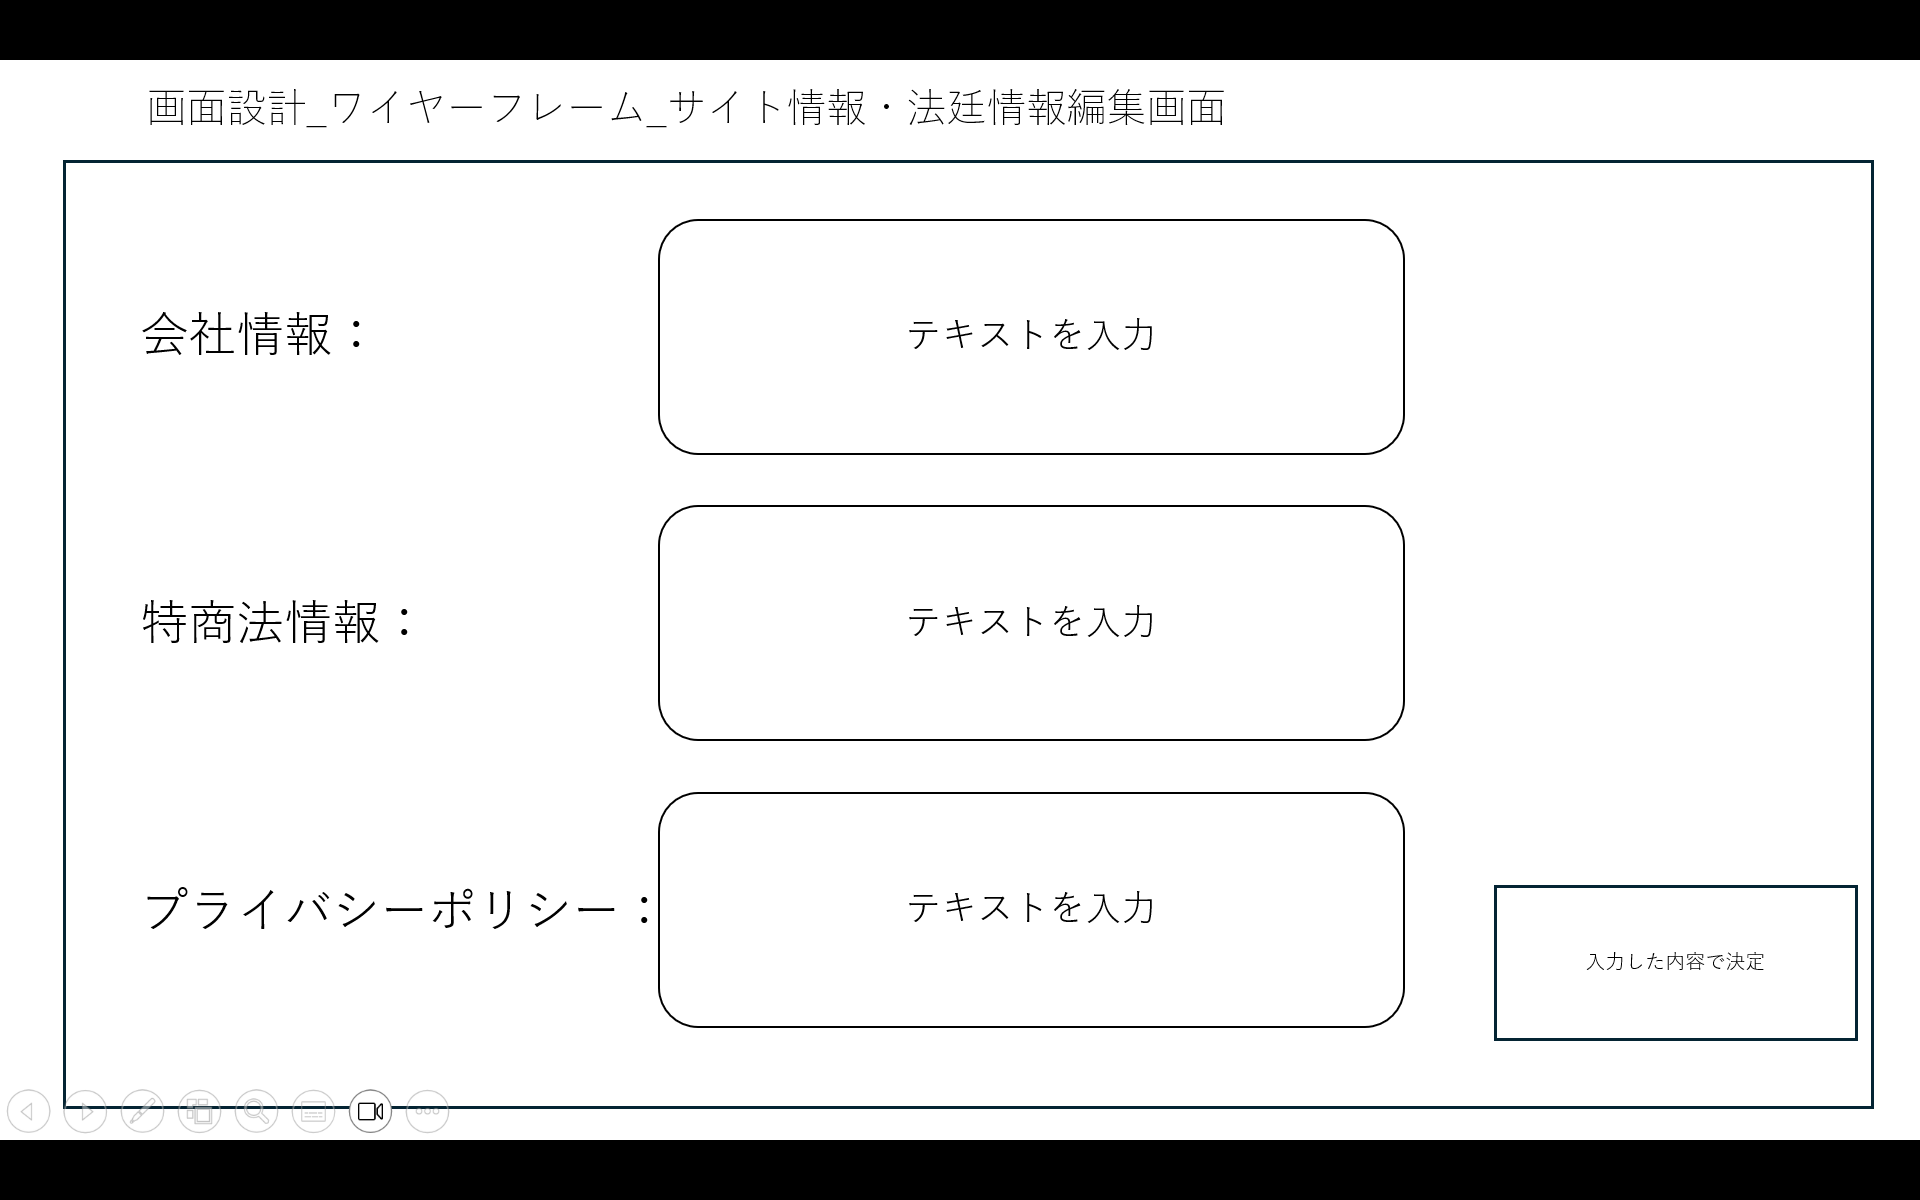 画面設計_ワイヤーフレーム_サイト情報・法廷情報編集画面
会社情報：
テキストを入力
特商法情報：
テキストを入力
プライバシーポリシー：
テキストを入力
入力した内容で決定